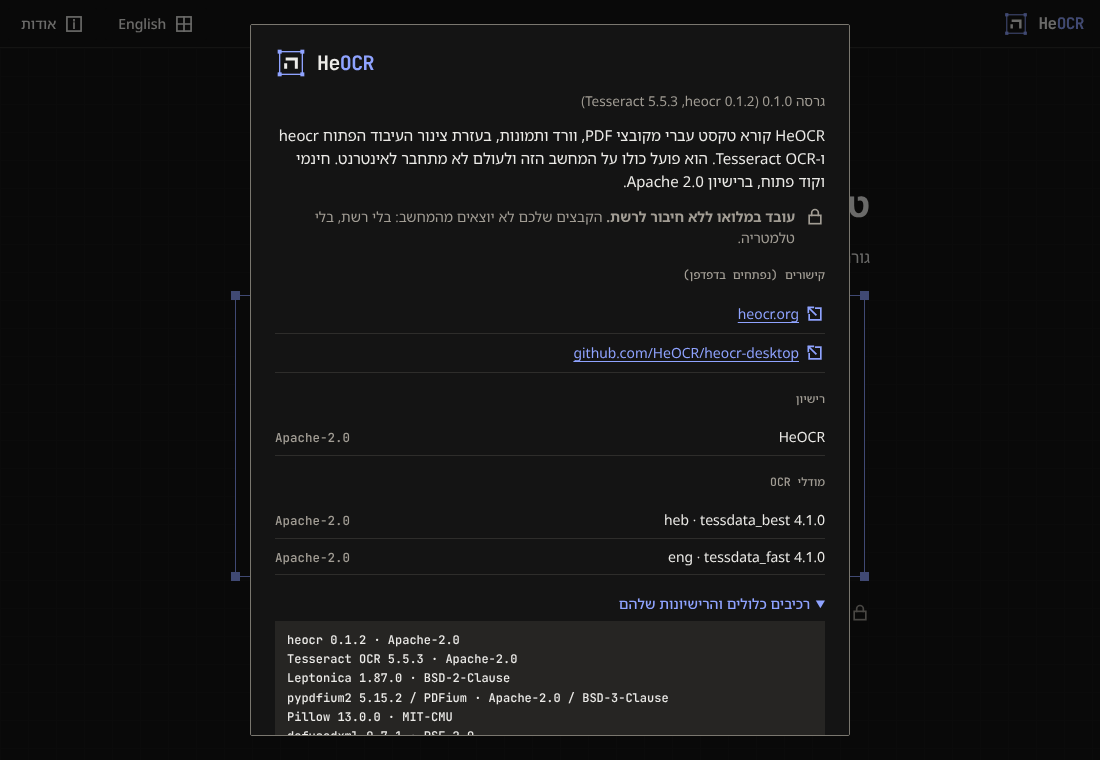 HeOCR
English
אודות
HeOCR
גרסה 0.1.0 (heocr 0.1.2, Tesseract 5.5.3)
HeOCR קורא טקסט עברי מקובצי PDF, וורד ותמונות, בעזרת צינור העיבוד הפתוח heocr
ו-Tesseract OCR. הוא פועל כולו על המחשב הזה ולעולם לא מתחבר לאינטרנט. חינמי
וקוד פתוח, ברישיון Apache 2.0.
עובד במלואו ללא חיבור לרשת. הקבצים שלכם לא יוצאים מהמחשב: בלי רשת, בלי
טלמטריה.
קישורים (נפתחים בדפדפן)
heocr.org
github.com/HeOCR/heocr-desktop
רישיון
HeOCR Apache-2.0
מודלי OCR
heb · tessdata_best 4.1.0 Apache-2.0
eng · tessdata_fast 4.1.0 Apache-2.0
▼ רכיבים כלולים והרישיונות שלהם
heocr 0.1.2 · Apache-2.0
Tesseract OCR 5.5.3 · Apache-2.0
Leptonica 1.87.0 · BSD-2-Clause
pypdfium2 5.15.2 / PDFium · Apache-2.0 / BSD-3-Clause
Pillow 13.0.0 · MIT-CMU